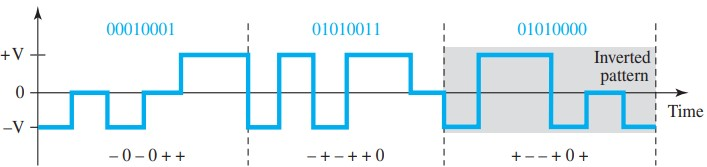 00010001 01010011 01010000
+V
Inverted
pattern
0
Time
–V
– 0 – 0 + + – + – + + 0 + – – + 0 +